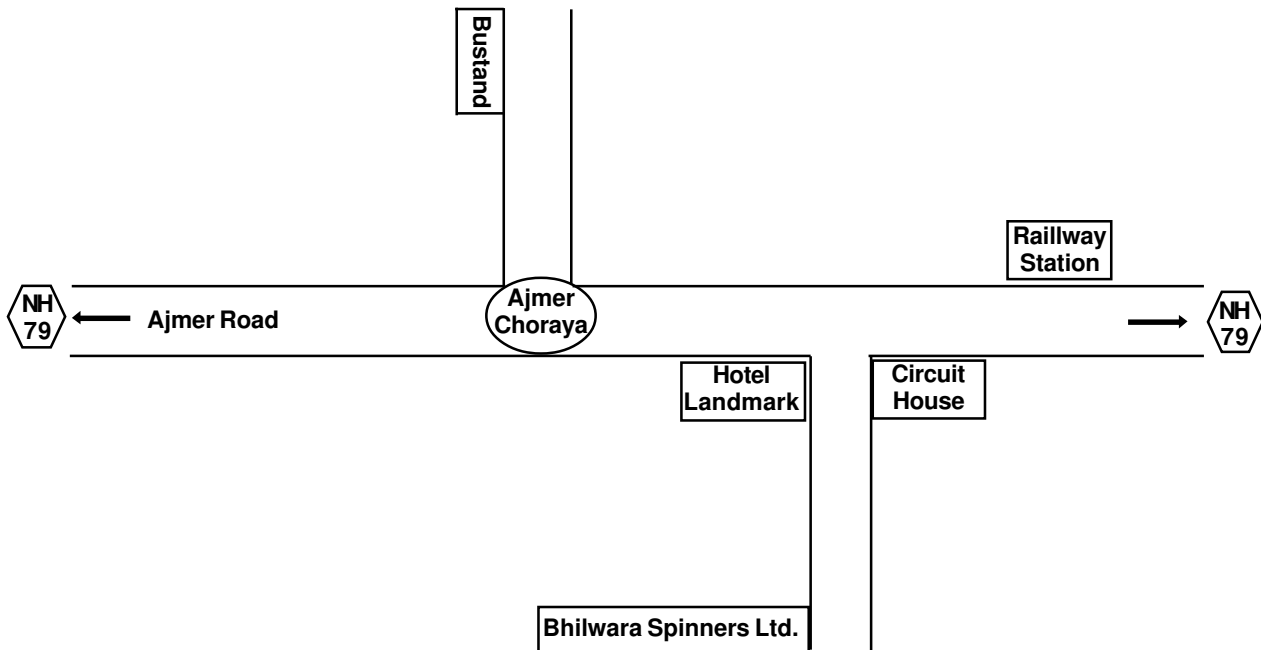 Bustand
Raillway
Station
NH
79
Ajmer Road
Ajmer
Choraya
NH
79
Hotel
Landmark
Circuit
House
Bhilwara Spinners Ltd.